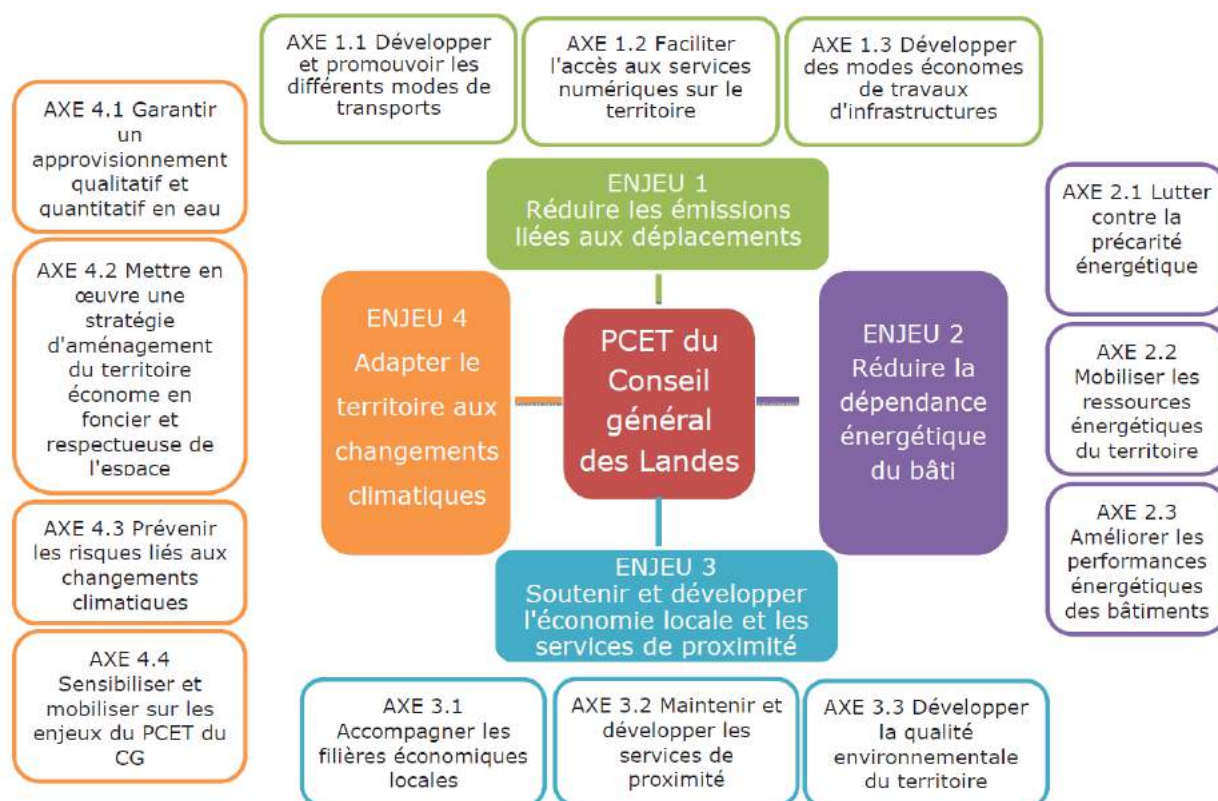 AXE 1.1 Développer
et promouvoir les
différents modes de
transports
AXE 1.2 Faciliter
l'accès aux services
numériques sur le
territoire
AXE 1.3 Développer
des modes économes
de travaux
d'infrastructures
ENJEU 1
Réduire les émissions
liées aux déplacements
AXE 4.1 Garantir
un
approvisionnement
qualitatif et
quantitatif en eau
AXE 4.2 Mettre en
œuvre une
stratégie
d'aménagement
du territoire
économe en
foncier et
respectueuse de
l'espace
AXE 4.3 Prévenir
les risques liés aux
changements
climatiques
AXE 4.4
Sensibiliser et
mobiliser sur les
enjeux du PCET du
CG
ENJEU 4
Adapter le
territoire aux
changements
climatiques
PCET du
Conseil
général
des Landes
ENJEU 2
Réduire la
dépendance
énergétique
du bâti
AXE 2.1 Lutter
contre la
précarité
énergétique
AXE 2.2
Mobiliser les
ressources
énergétiques
du territoire
AXE 2.3
Améliorer les
performances
énergétiques
des bâtiments
ENJEU 3
Soutenir et développer
l'économie locale et les
services de proximité
AXE 3.1
Accompagner les
filières économiques
locales
AXE 3.2 Maintenir et
développer les
services de
proximité
AXE 3.3 Développer
la qualité
environnementale
du territoire